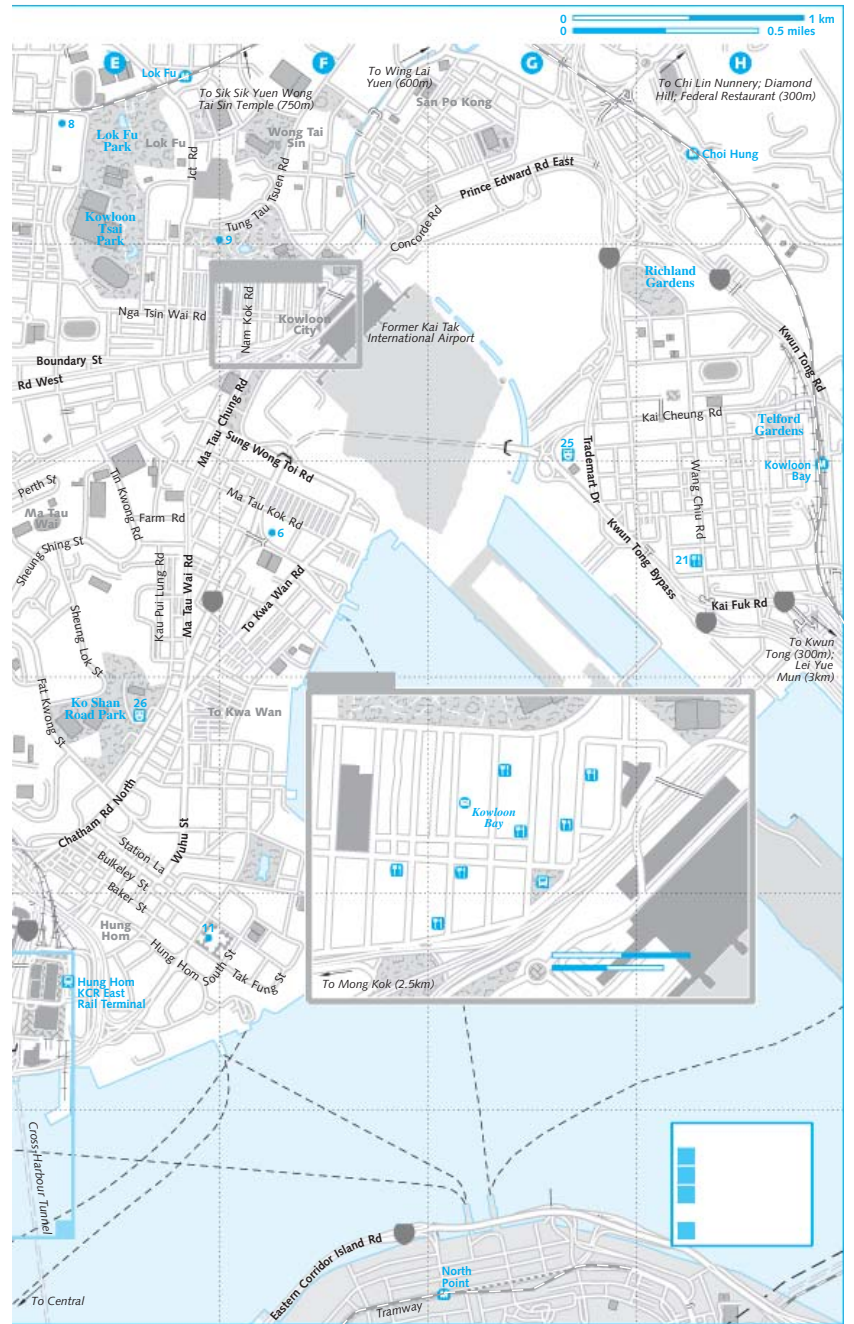 0 1 km
0 0.5 miles
E
F
G
H
Lok Fu
To Sik Sik Yuen Wong
Tai Sin Temple (750m)
To Wing Lai
Yuen (600m)
To Chi Lin Nunnery; Diamond
Hill; Federal Restaurant (300m)
San Po Kong
8
Lok Fu
Park
Lok Fu
Wong Tai
Sin
Jct Rd
Choi Hung
Prince Edward Rd East
Tung Tau Tsuen Rd
Kowloon
Tsai
Park
9
Concorde Rd
Richland
Gardens
Nga Tsin Wai Rd
Nam Kok Rd
Kowloon
City
Former Kai Tak
International Airport
Kwun Tong Rd
Boundary St
Rd West
Ma Tau Chung Rd
Kai Cheung Rd
Telford
Gardens
Sung Wong Toi Rd
25
Trademart Dr
Wang Chiu Rd
Kowloon
Bay
Perth St
Tin Kwong Rd
Ma Tau
Wai
Farm Rd
Ma Tau Kok Rd
6
Sheung Shing St
Kau Pui Lung Rd
Ma Tau Wai Rd
To Kwa Wan Rd
Kwun Tong Bypass
21
Kai Fuk Rd
Sheung Lok St
To Kwun
Tong (300m);
Lei Yue
Mun (3km)
Fat Kwong St
Ko Shan
Road Park
26
To Kwa Wan
Kowloon
Bay
Chatham Rd North
Wuhu St
Station La
Bulkeley St
Baker St
Hung
Hom
11
Hung Hom South St
Tak Fung St
To Mong Kok (2.5km)
Hung Hom
KCR East
Rail Terminal
Cross-Harbour Tunnel
Eastern Corridor Island Rd
North
Point
Tramway
To Central